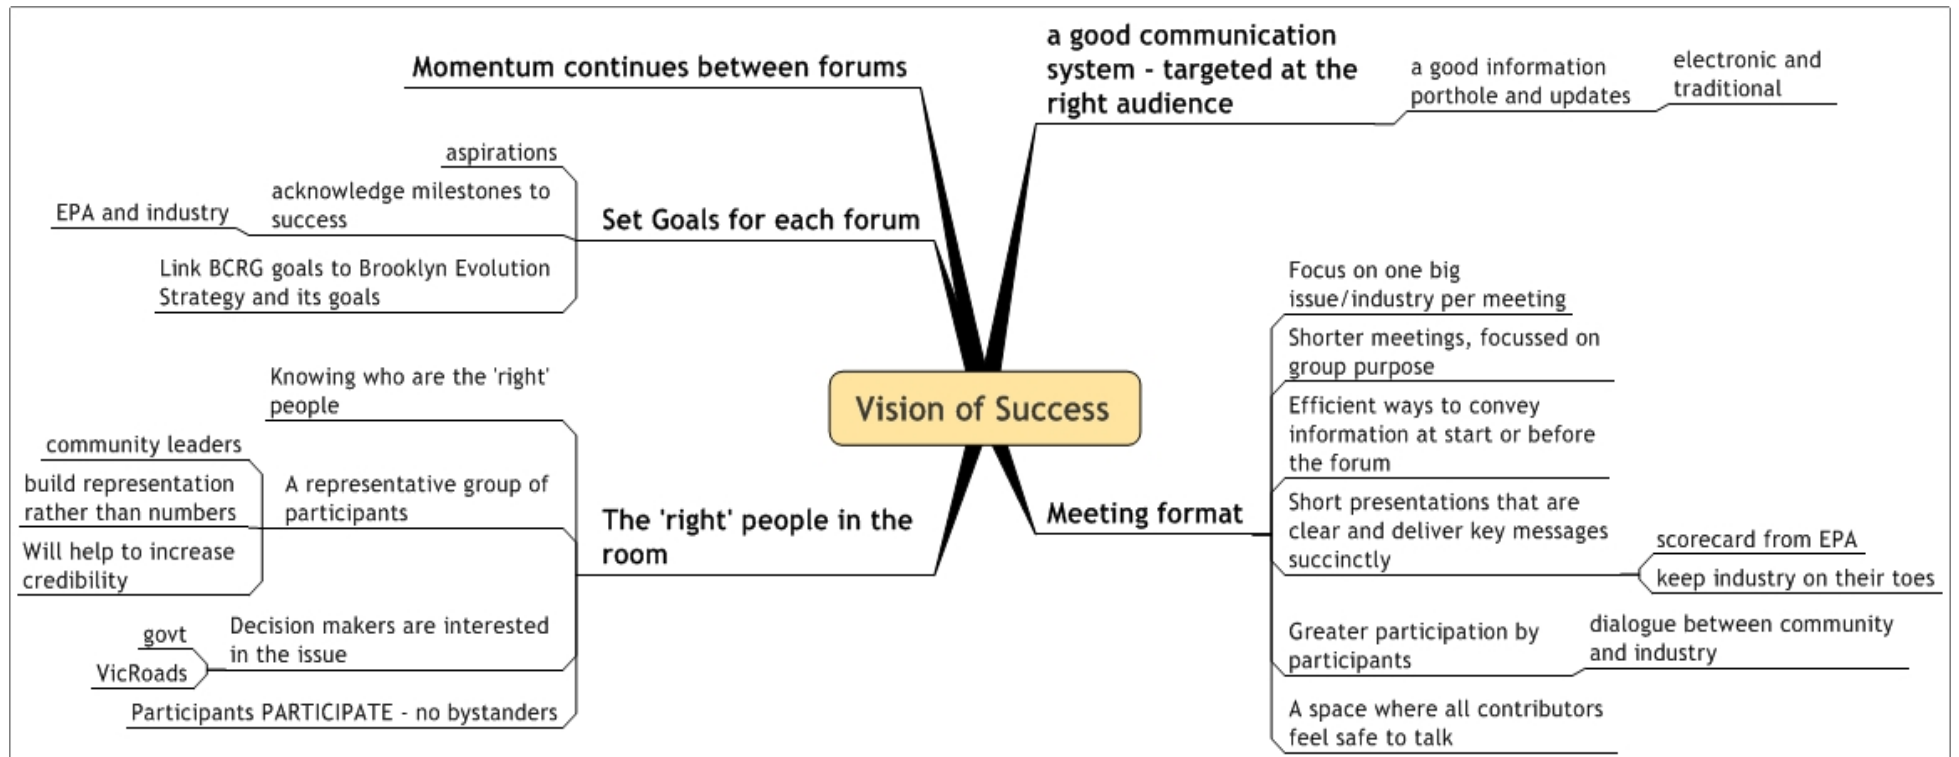 Vision of Success
Momentum continues between forums
Set Goals for each forum
aspirations
acknowledge milestones to
success
EPA and industry
Link BCRG goals to Brooklyn Evolution
Strategy and its goals
The 'right' people in the
room
Knowing who are the 'right'
people
A representative group of
participants
community leaders
build representation
rather than numbers
Will help to increase
credibility
Decision makers are interested
in the issue
govt
VicRoads
Participants PARTICIPATE - no bystanders
a good communication
system - targeted at the
right audience
a good information
porthole and updates
electronic and
traditional
Meeting format
Focus on one big
issue/industry per meeting
Shorter meetings, focussed on
group purpose
Efficient ways to convey
information at start or before
the forum
Short presentations that are
clear and deliver key messages
succinctly
scorecard from EPA
keep industry on their toes
Greater participation by
participants
dialogue between community
and industry
A space where all contributors
feel safe to talk